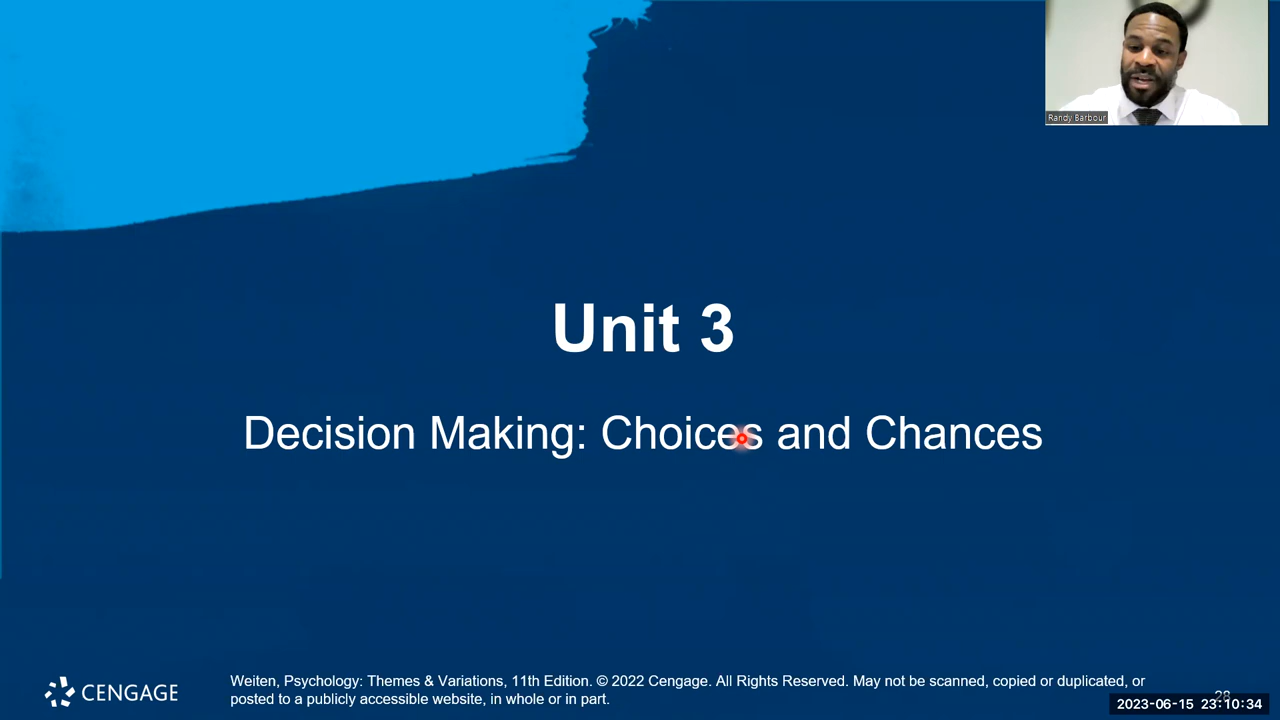 Randy Barbour
Unit 3
Decision Making: Choices and Chances
CENGAGE
Weiten, Psychology: Themes & Variations, 11th Edition. © 2022 Cengage. All Rights Reserved. May not be scanned, copied or duplicated, or
posted to a publicly accessible website, in whole or in part.
28
2023-06-15 23:10:34